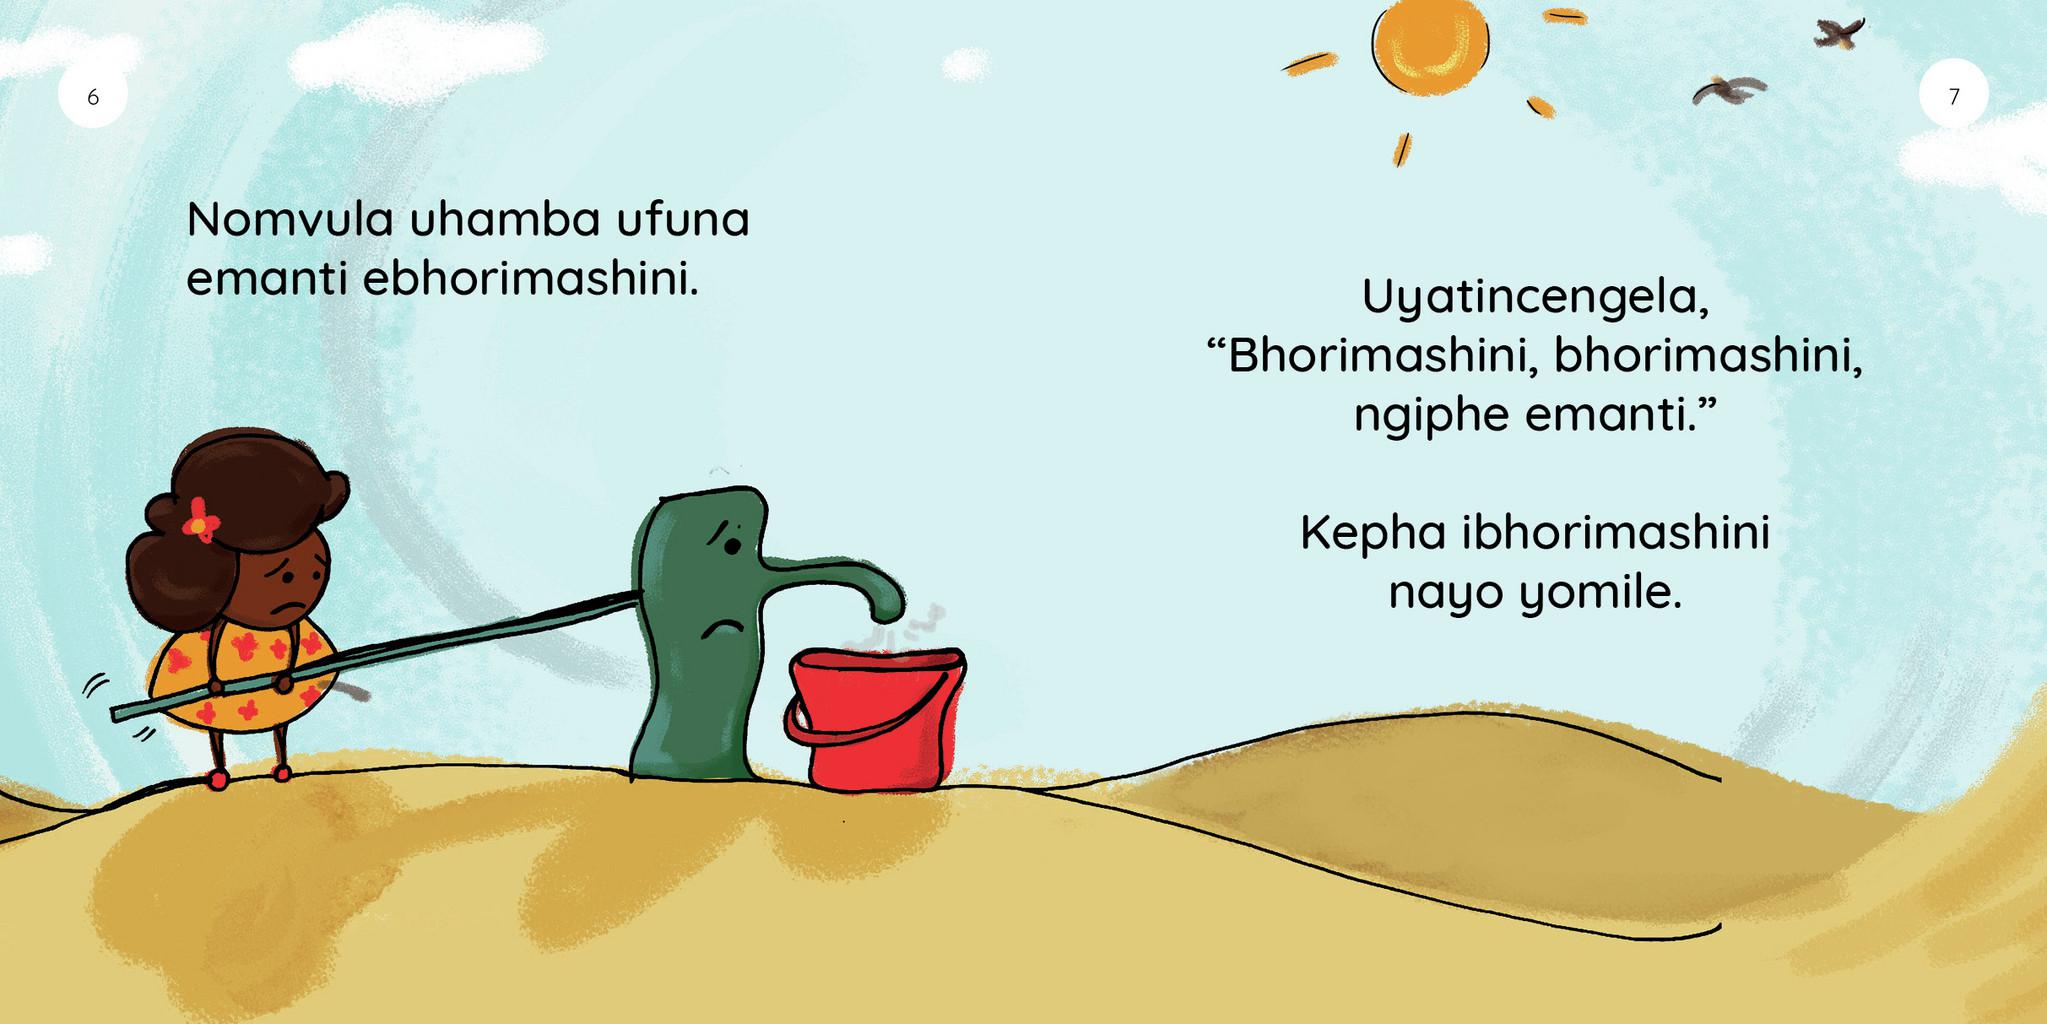 6
Nomvula uhamba ufuna
emanti ebhorimashini.
7
Uyatincengela,
“Bhorimashini, bhorimashini,
ngiphe emanti.”
Kepha ibhorimashini
nayo yomile.